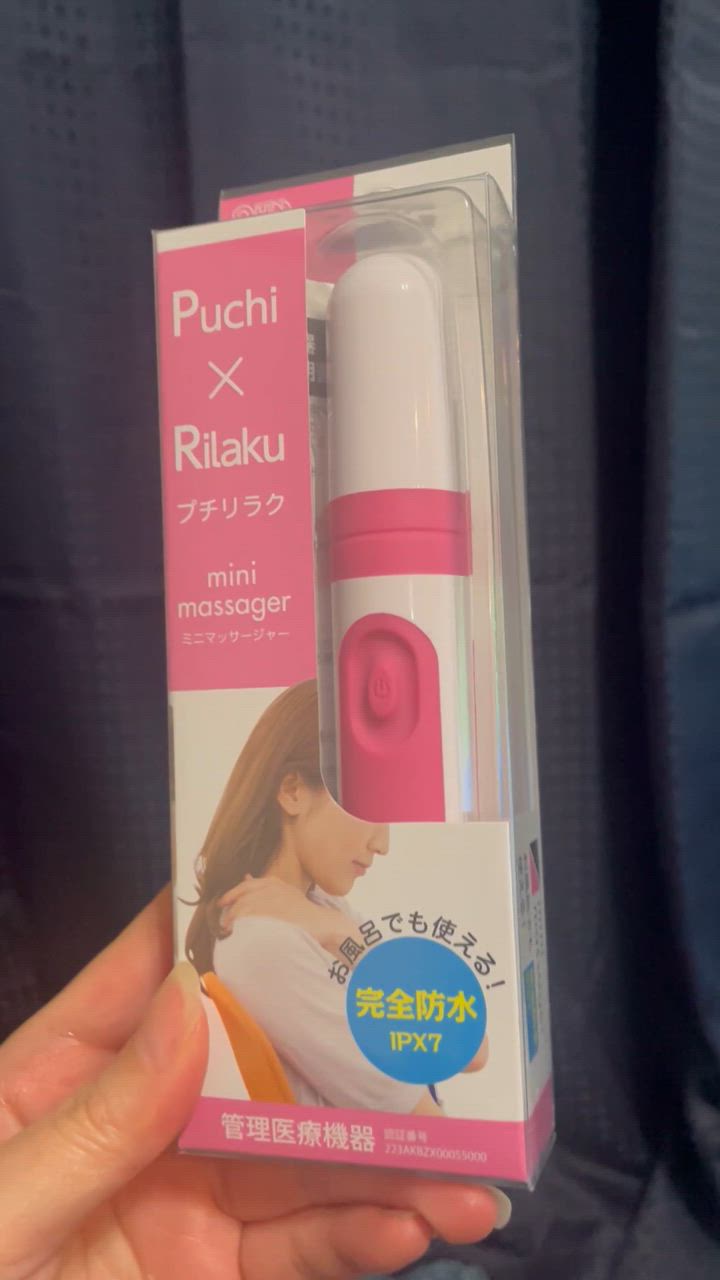 Puchi
×
Rilaku
プチリラク
mini
massager
ミニマッサージャー
お風呂でも使える!
完全防水
IPX7
管理医療機器
認証番号
223AKBZX00055000